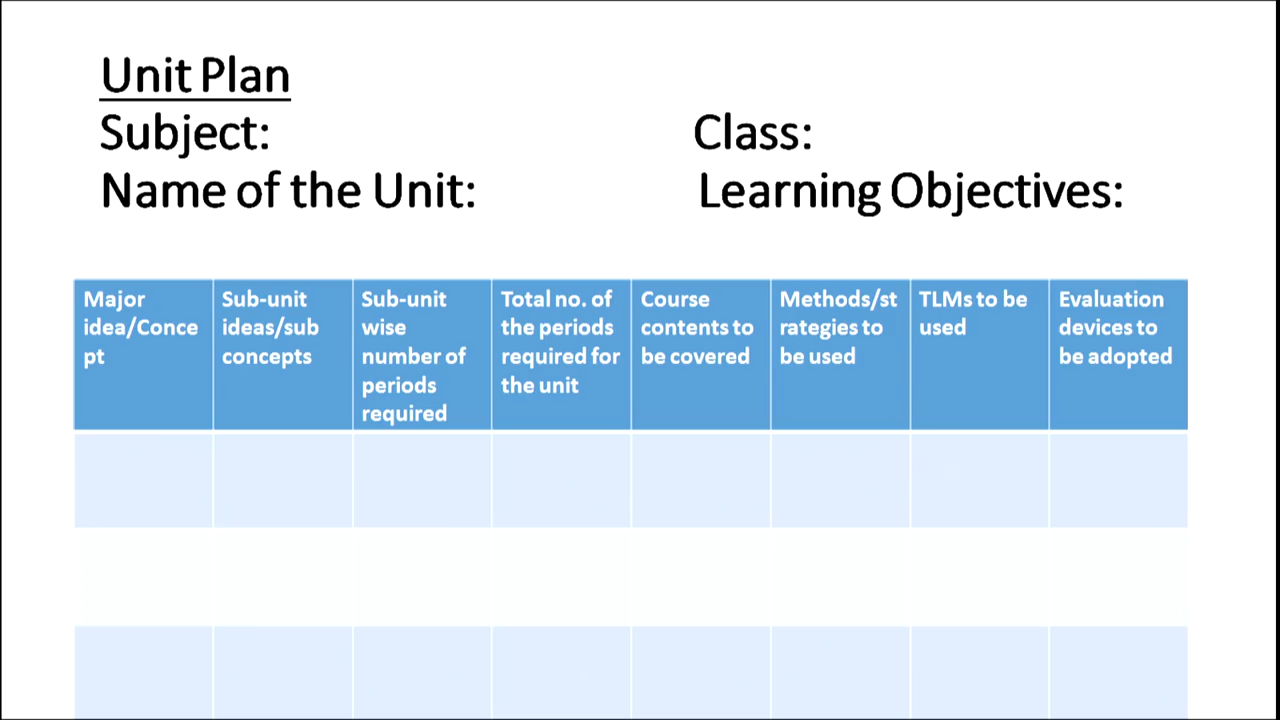 Unit Plan
Subject: Class:
Name of the Unit: Learning Objectives:
Major
idea/Conce
pt
Sub-unit
ideas/sub
concepts
Sub-unit
wise
number of
periods
required
Total no. of
the periods
required for
the unit
Course
contents to
be covered
Methods/st
rategies to
be used
TLMs to be
used
Evaluation
devices to
be adopted